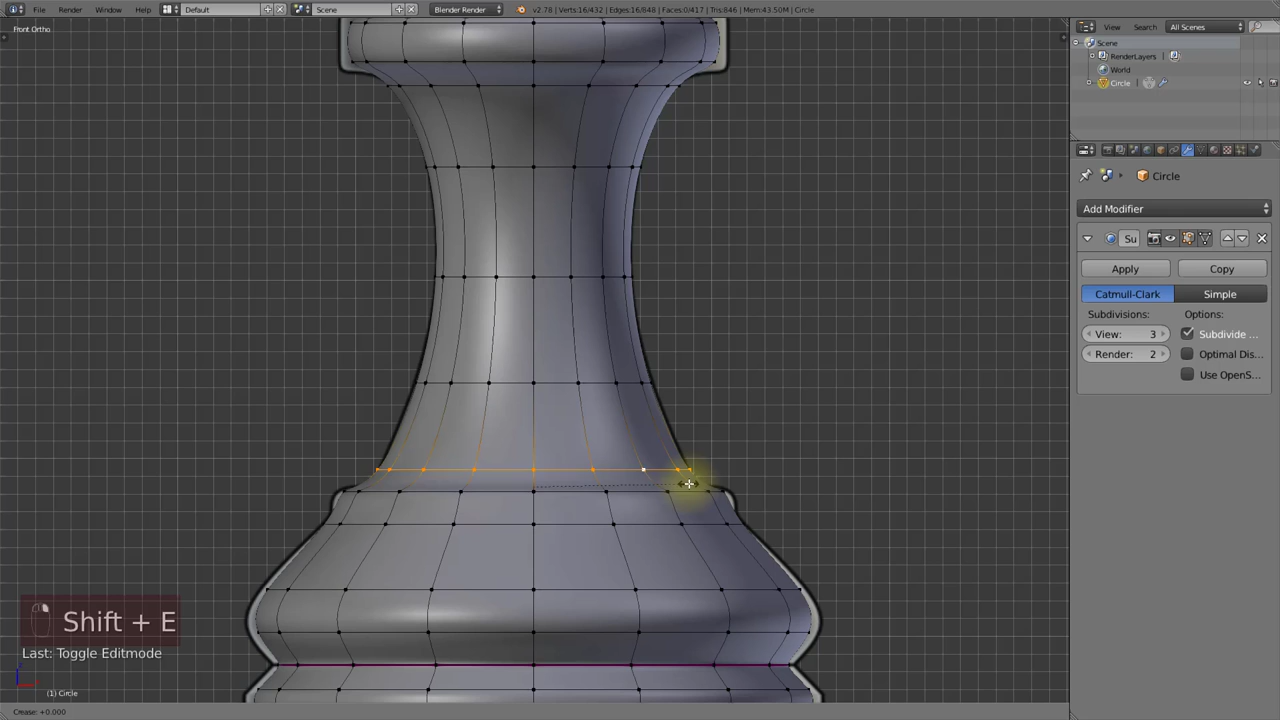 File Render Window Help Default Scene Blender Render v2.78 | Verts:16/432 | Edges:16/848 | Faces:0/417 | Tris:846 | Mem:43.50M | Circle
Front Ortho
View Search All Scenes
Scene
RenderLayers
World
Circle
Circle
Add Modifier
Su
Apply Copy
Catmull-Clark Simple
Subdivisions: Options:
View: 3 Subdivide ...
Render: 2 Optimal Dis...
Use OpenS...
Shift + E
Last: Toggle Editmode
(1) Circle
Crease: +0.000